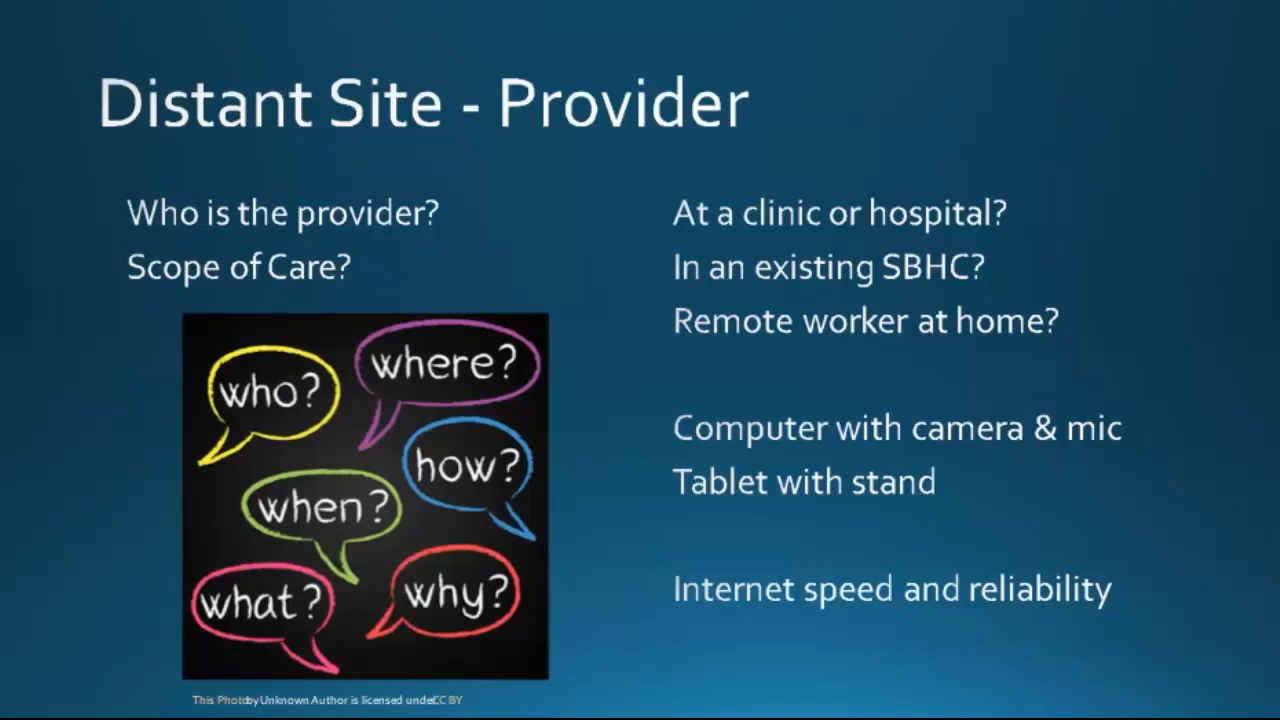 Distant Site - Provider
Who is the provider?
Scope of Care?
who?
where?
how?
when?
what?
why?
This Photo by Unknown Author is licensed under CC BY
At a clinic or hospital?
In an existing SBHC?
Remote worker at home?
Computer with camera & mic
Tablet with stand
Internet speed and reliability